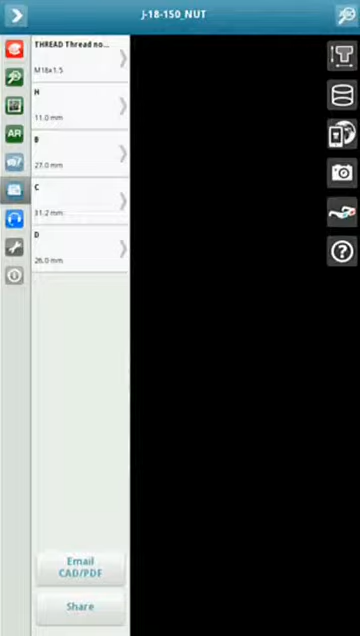 J-18-150_NUT
THREAD Thread no...
M18x1.5
H
11.0 mm
B
27.0 mm
C
31.2 mm
D
26.0 mm
AR
Email
CAD/PDF
Share